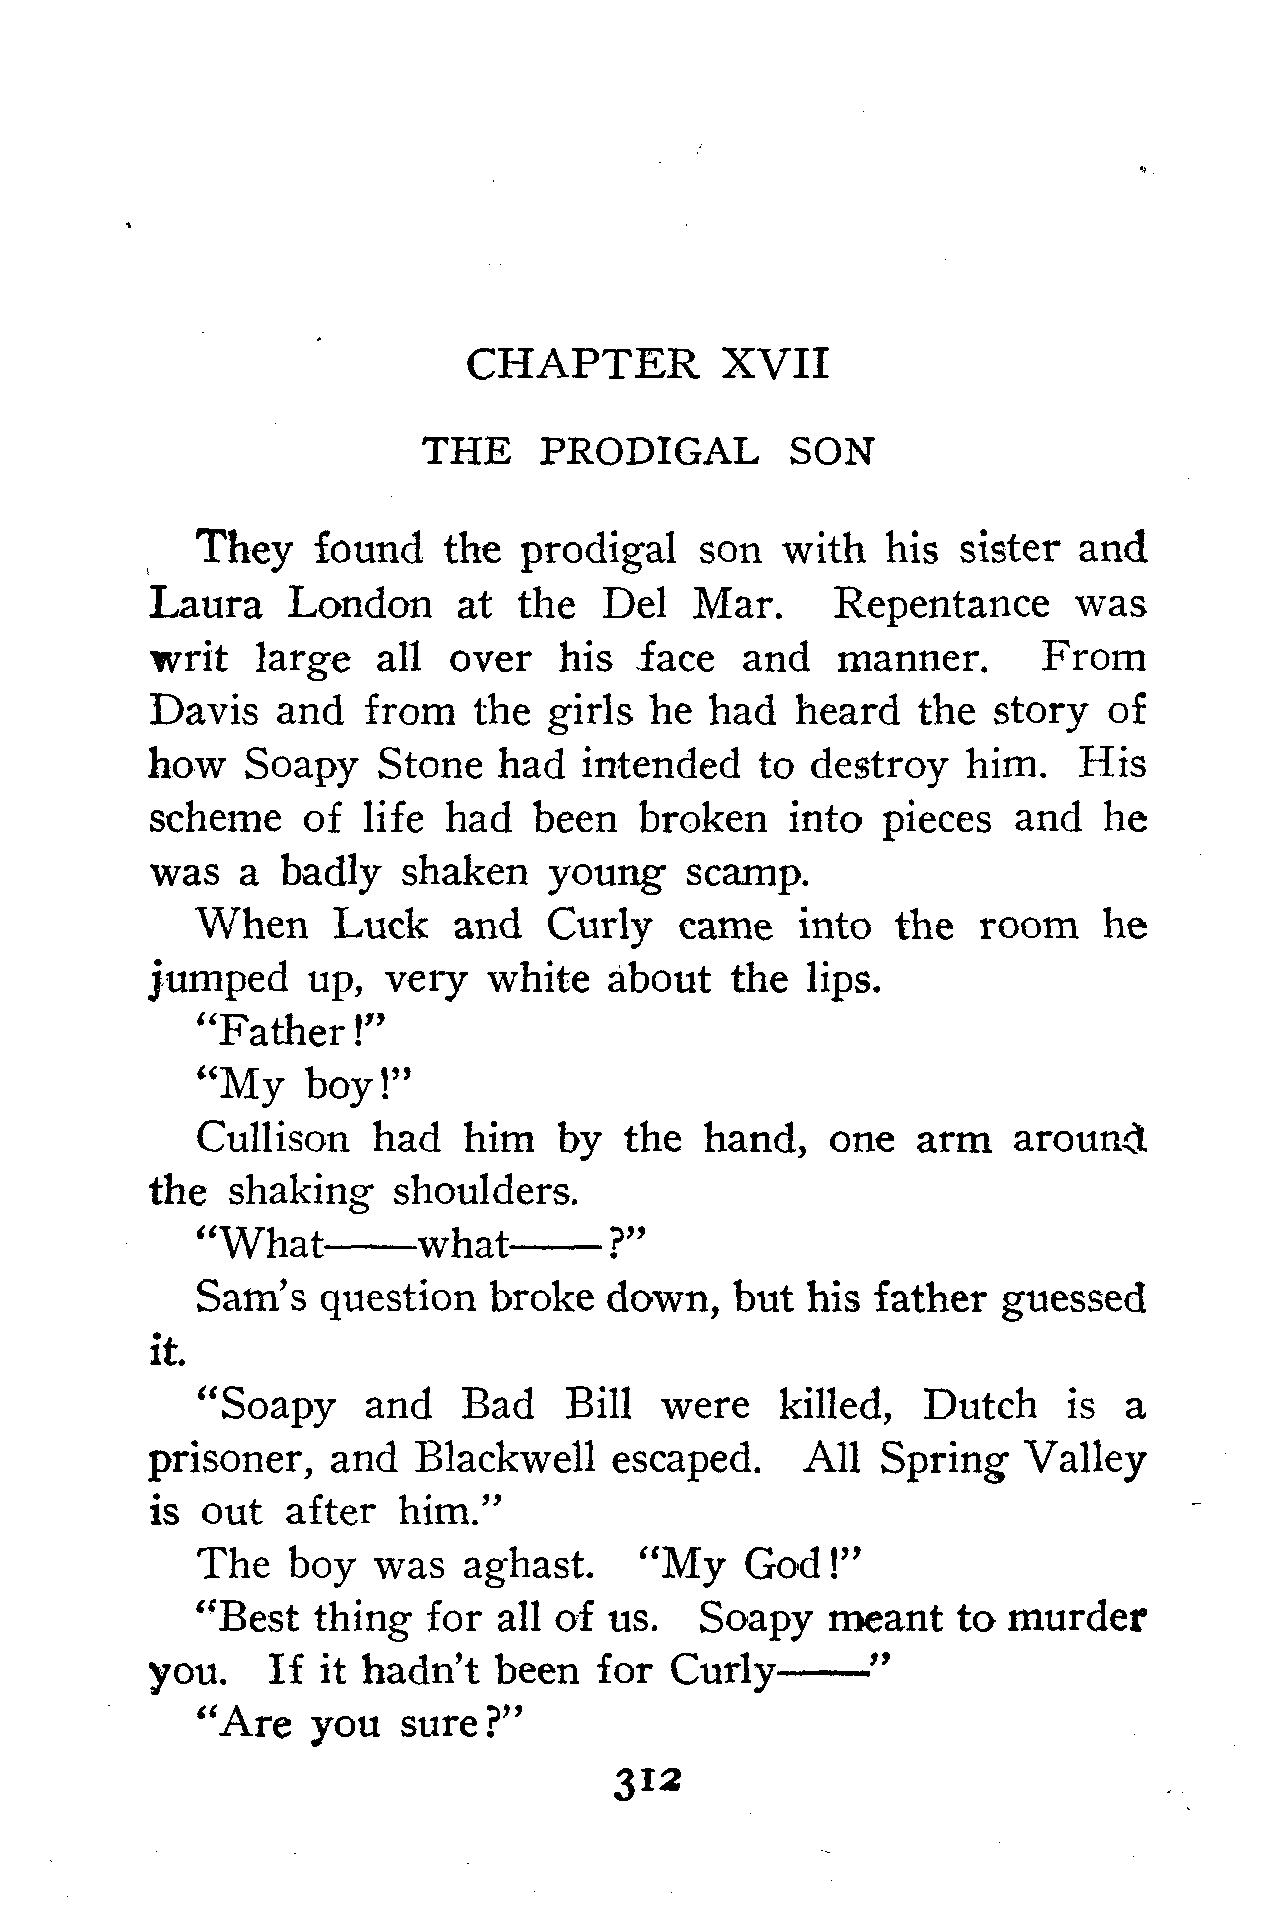 CHAPTER XVII
THE PRODIGAL SON
They found the prodigal son with his sister and
Laura London at the Del Mar. Repentance was
writ large all over his face and manner. From
Davis and from the girls he had heard the story of
how Soapy Stone had intended to destroy him. His
scheme of life had been broken into pieces and he
was a badly shaken young scamp.
When Luck and Curly came into the room he
jumped up, very white about the lips.
“Father!”
“My boy!”
Cullison had him by the hand, one arm around
the shaking shoulders.
“What——what——?”
Sam’s question broke down, but his father guessed
it.
“Soapy and Bad Bill were killed, Dutch is a
prisoner, and Blackwell escaped. All Spring Valley
is out after him.”
The boy was aghast. “My God!”
“Best thing for all of us. Soapy meant to murder
you. If it hadn’t been for Curly——”
“Are you sure?”
312